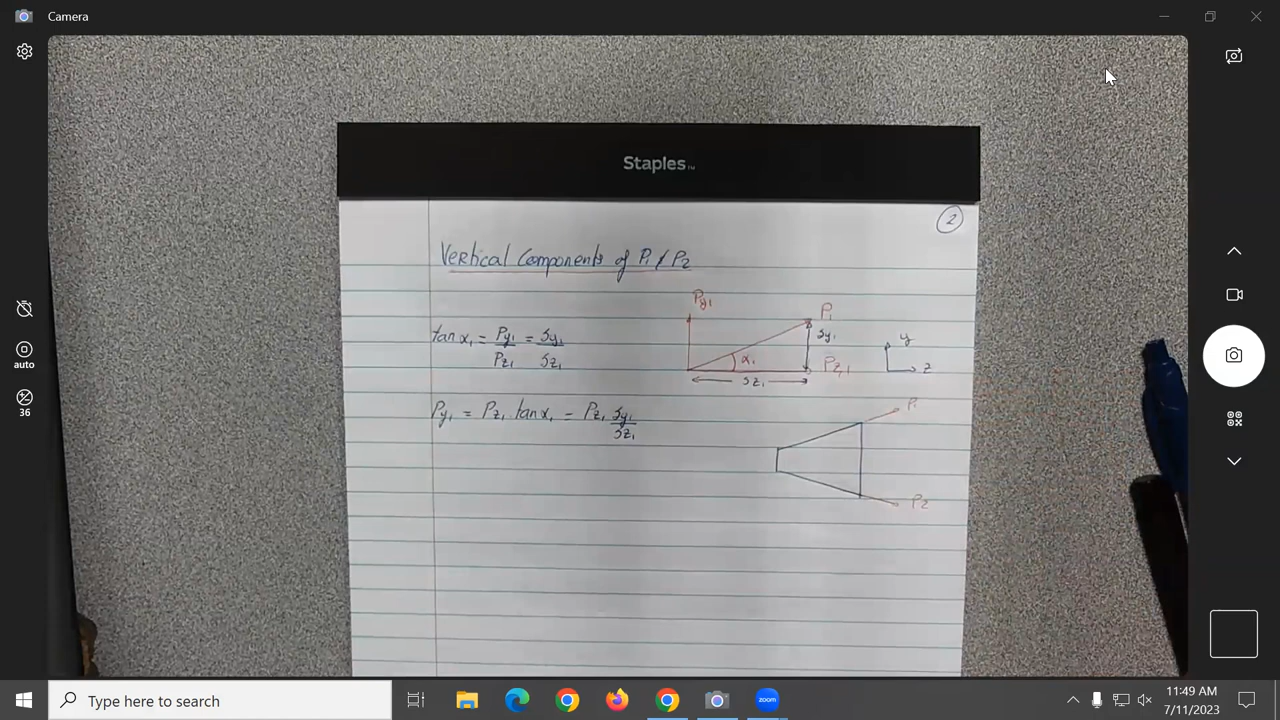 Camera
Staples™
2
Vertical Components of P1 / P2
Py1
P1
tan α1 = Py1/Pz1 = δy1/δz1
δy1
α1
Pz1
δz1
y
z
Py1 = Pz1 tan α1 = Pz1 δy1/δz1
P1
P2
auto
36
Type here to search
zoom
11:49 AM
7/11/2023